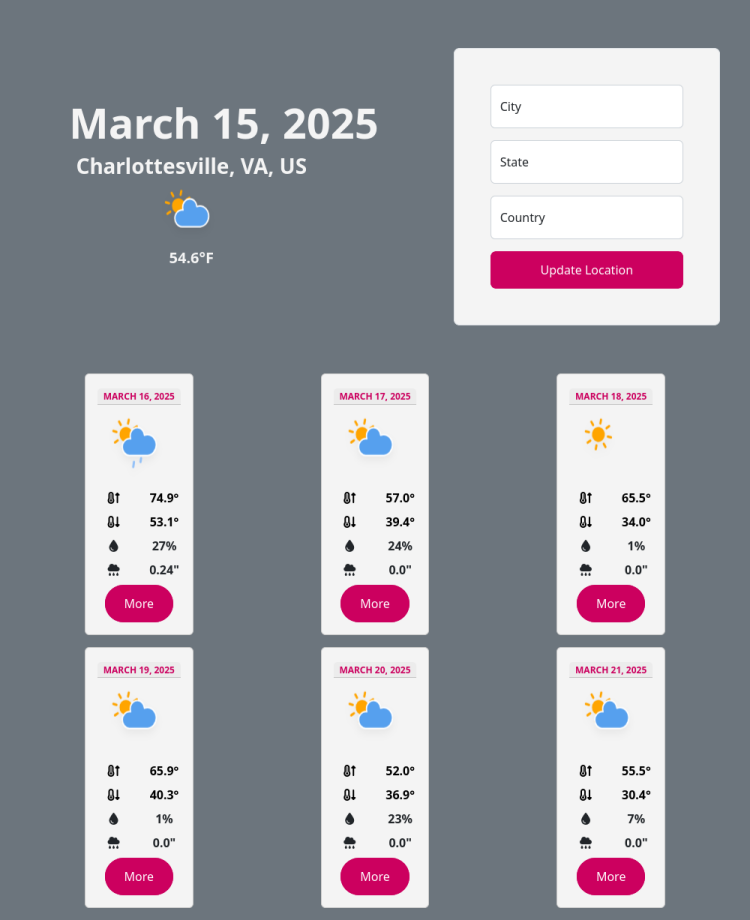 March 15, 2025
Charlottesville, VA, US
54.6°F
City
State
Country
Update Location
MARCH 16, 2025
74.9°
53.1°
27%
0.24"
More
MARCH 17, 2025
57.0°
39.4°
24%
0.0"
More
MARCH 18, 2025
65.5°
34.0°
1%
0.0"
More
MARCH 19, 2025
65.9°
40.3°
1%
0.0"
More
MARCH 20, 2025
52.0°
36.9°
23%
0.0"
More
MARCH 21, 2025
55.5°
30.4°
7%
0.0"
More